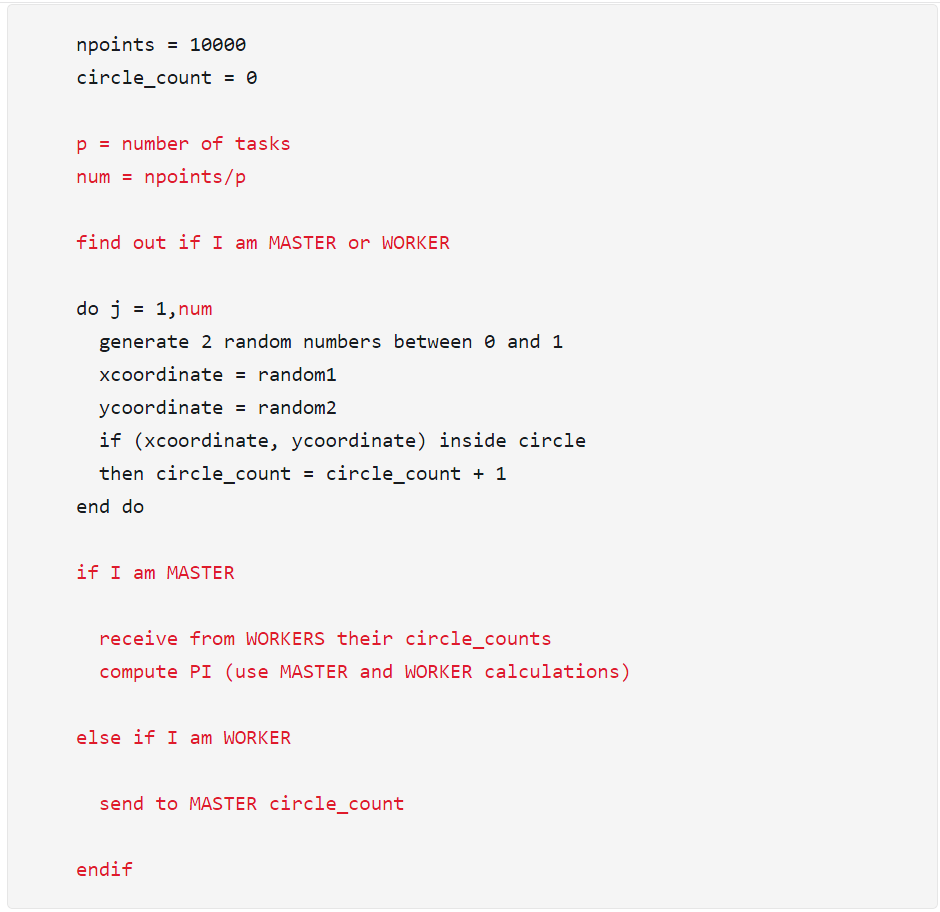 npoints = 10000
circle_count = 0
p = number of tasks
num = npoints/p
find out if I am MASTER or WORKER
do j = 1,num
generate 2 random numbers between 0 and 1
xcoordinate = random1
ycoordinate = random2
if (xcoordinate, ycoordinate) inside circle
then circle_count = circle_count + 1
end do
if I am MASTER
receive from WORKERS their circle_counts
compute PI (use MASTER and WORKER calculations)
else if I am WORKER
send to MASTER circle_count
endif